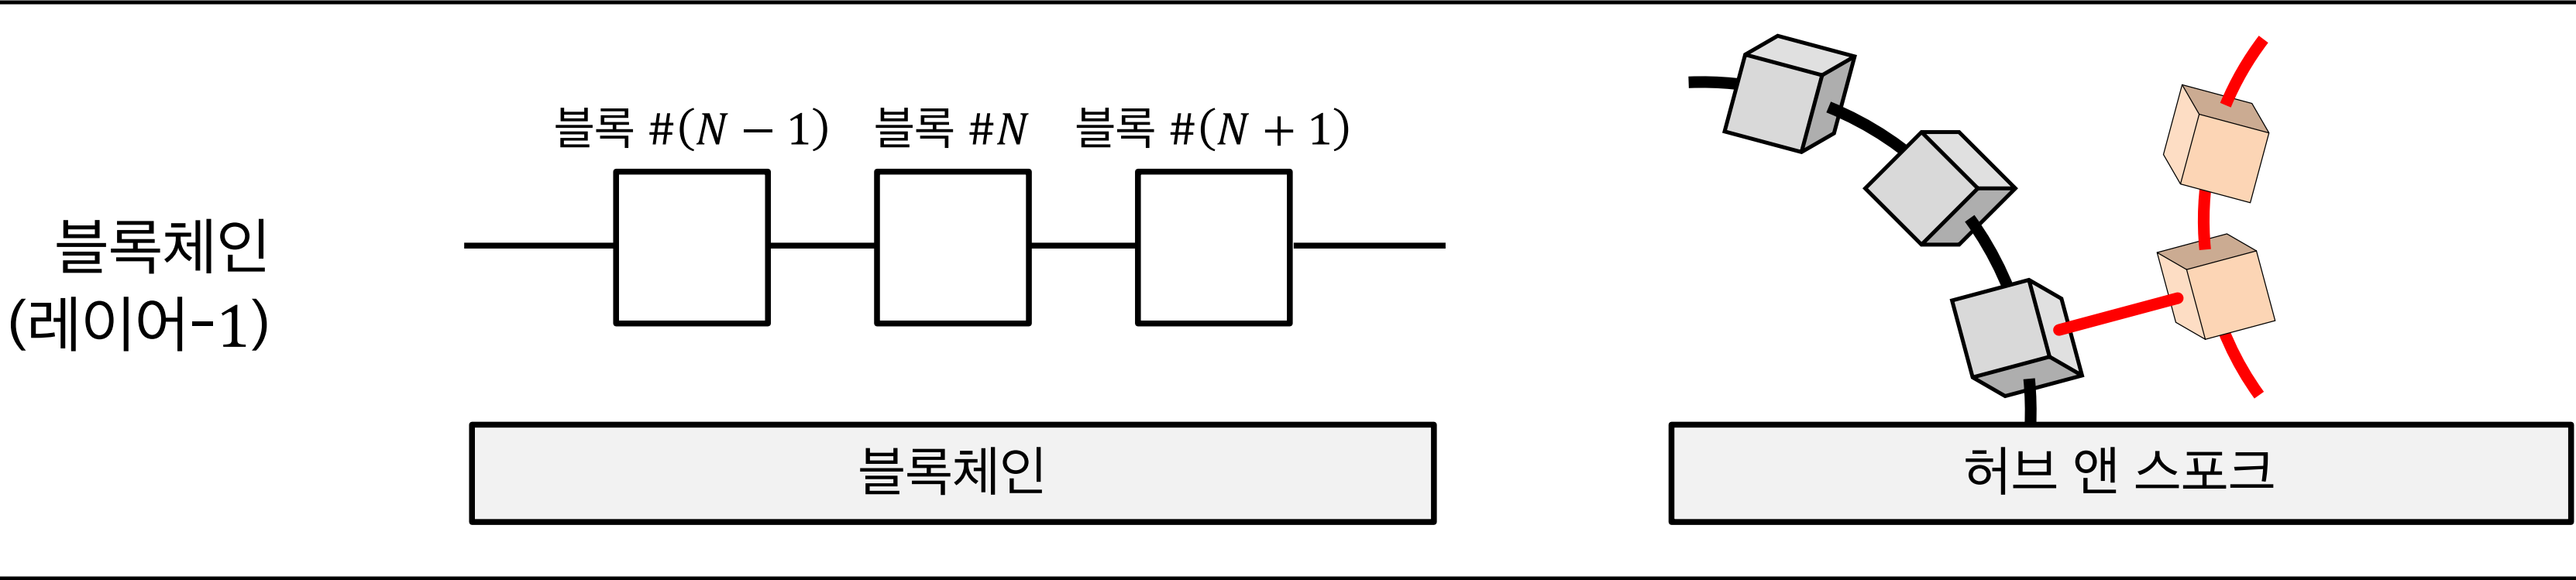 블록체인
(레이어-1)
블록 #(N − 1) 블록 #N 블록 #(N + 1)
블록체인
허브 앤 스포크